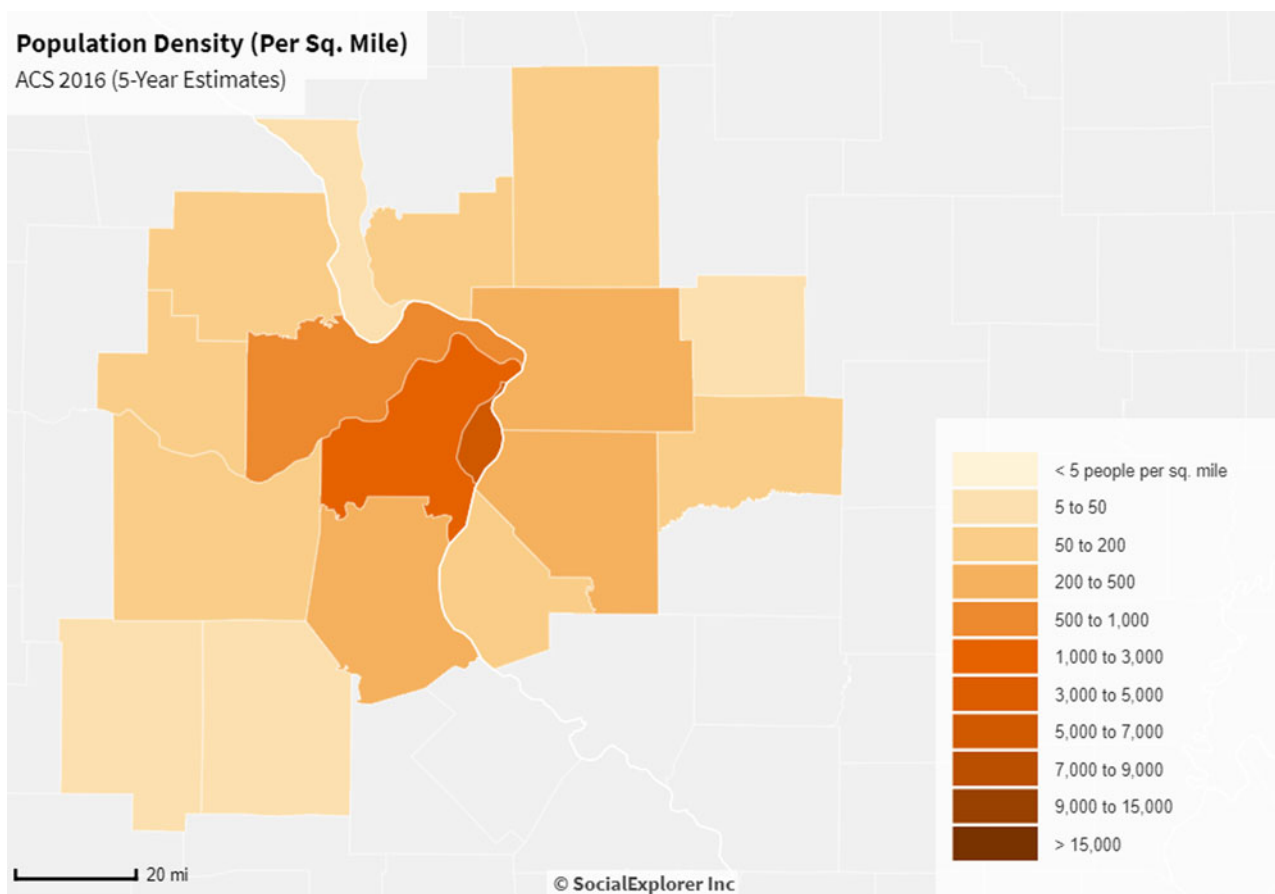 Population Density (Per Sq. Mile)
ACS 2016 (5-Year Estimates)
< 5 people per sq. mile
5 to 50
50 to 200
200 to 500
500 to 1,000
1,000 to 3,000
3,000 to 5,000
5,000 to 7,000
7,000 to 9,000
9,000 to 15,000
> 15,000
20 mi
© SocialExplorer Inc